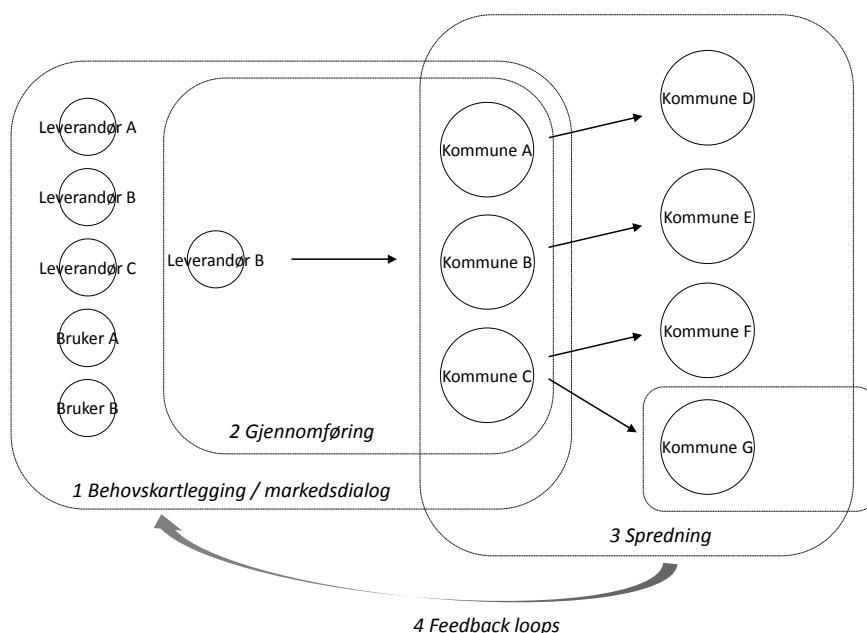 Leverandør A
Leverandør B
Leverandør C
Bruker A
Bruker B
Leverandør B
2 Gjennomføring
1 Behovskartlegging / markedsdialog
Kommune A
Kommune B
Kommune C
Kommune D
Kommune E
Kommune F
Kommune G
3 Spredning
4 Feedback loops